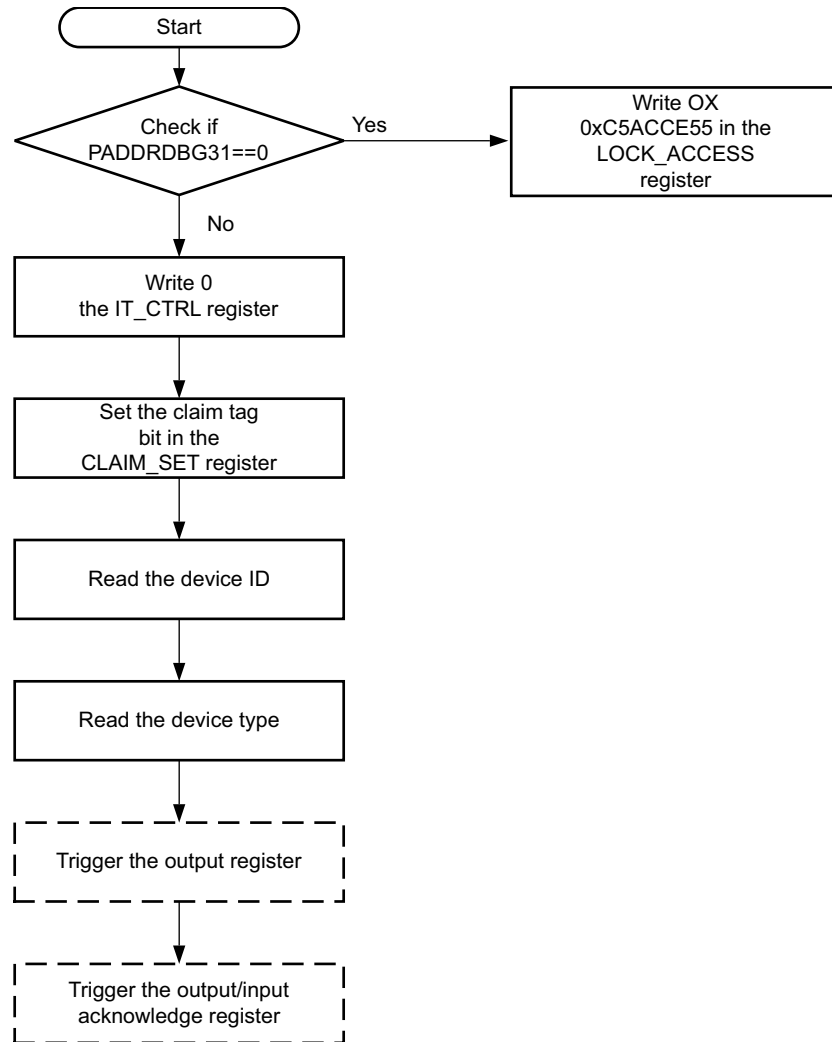 Start
Check if
PADDRDBG31==0
Yes
Write OX
0xC5ACCE55 in the
LOCK_ACCESS
register
No
Write 0
the IT_CTRL register
Set the claim tag
bit in the
CLAIM_SET register
Read the device ID
Read the device type
Trigger the output register
Trigger the output/input
acknowledge register